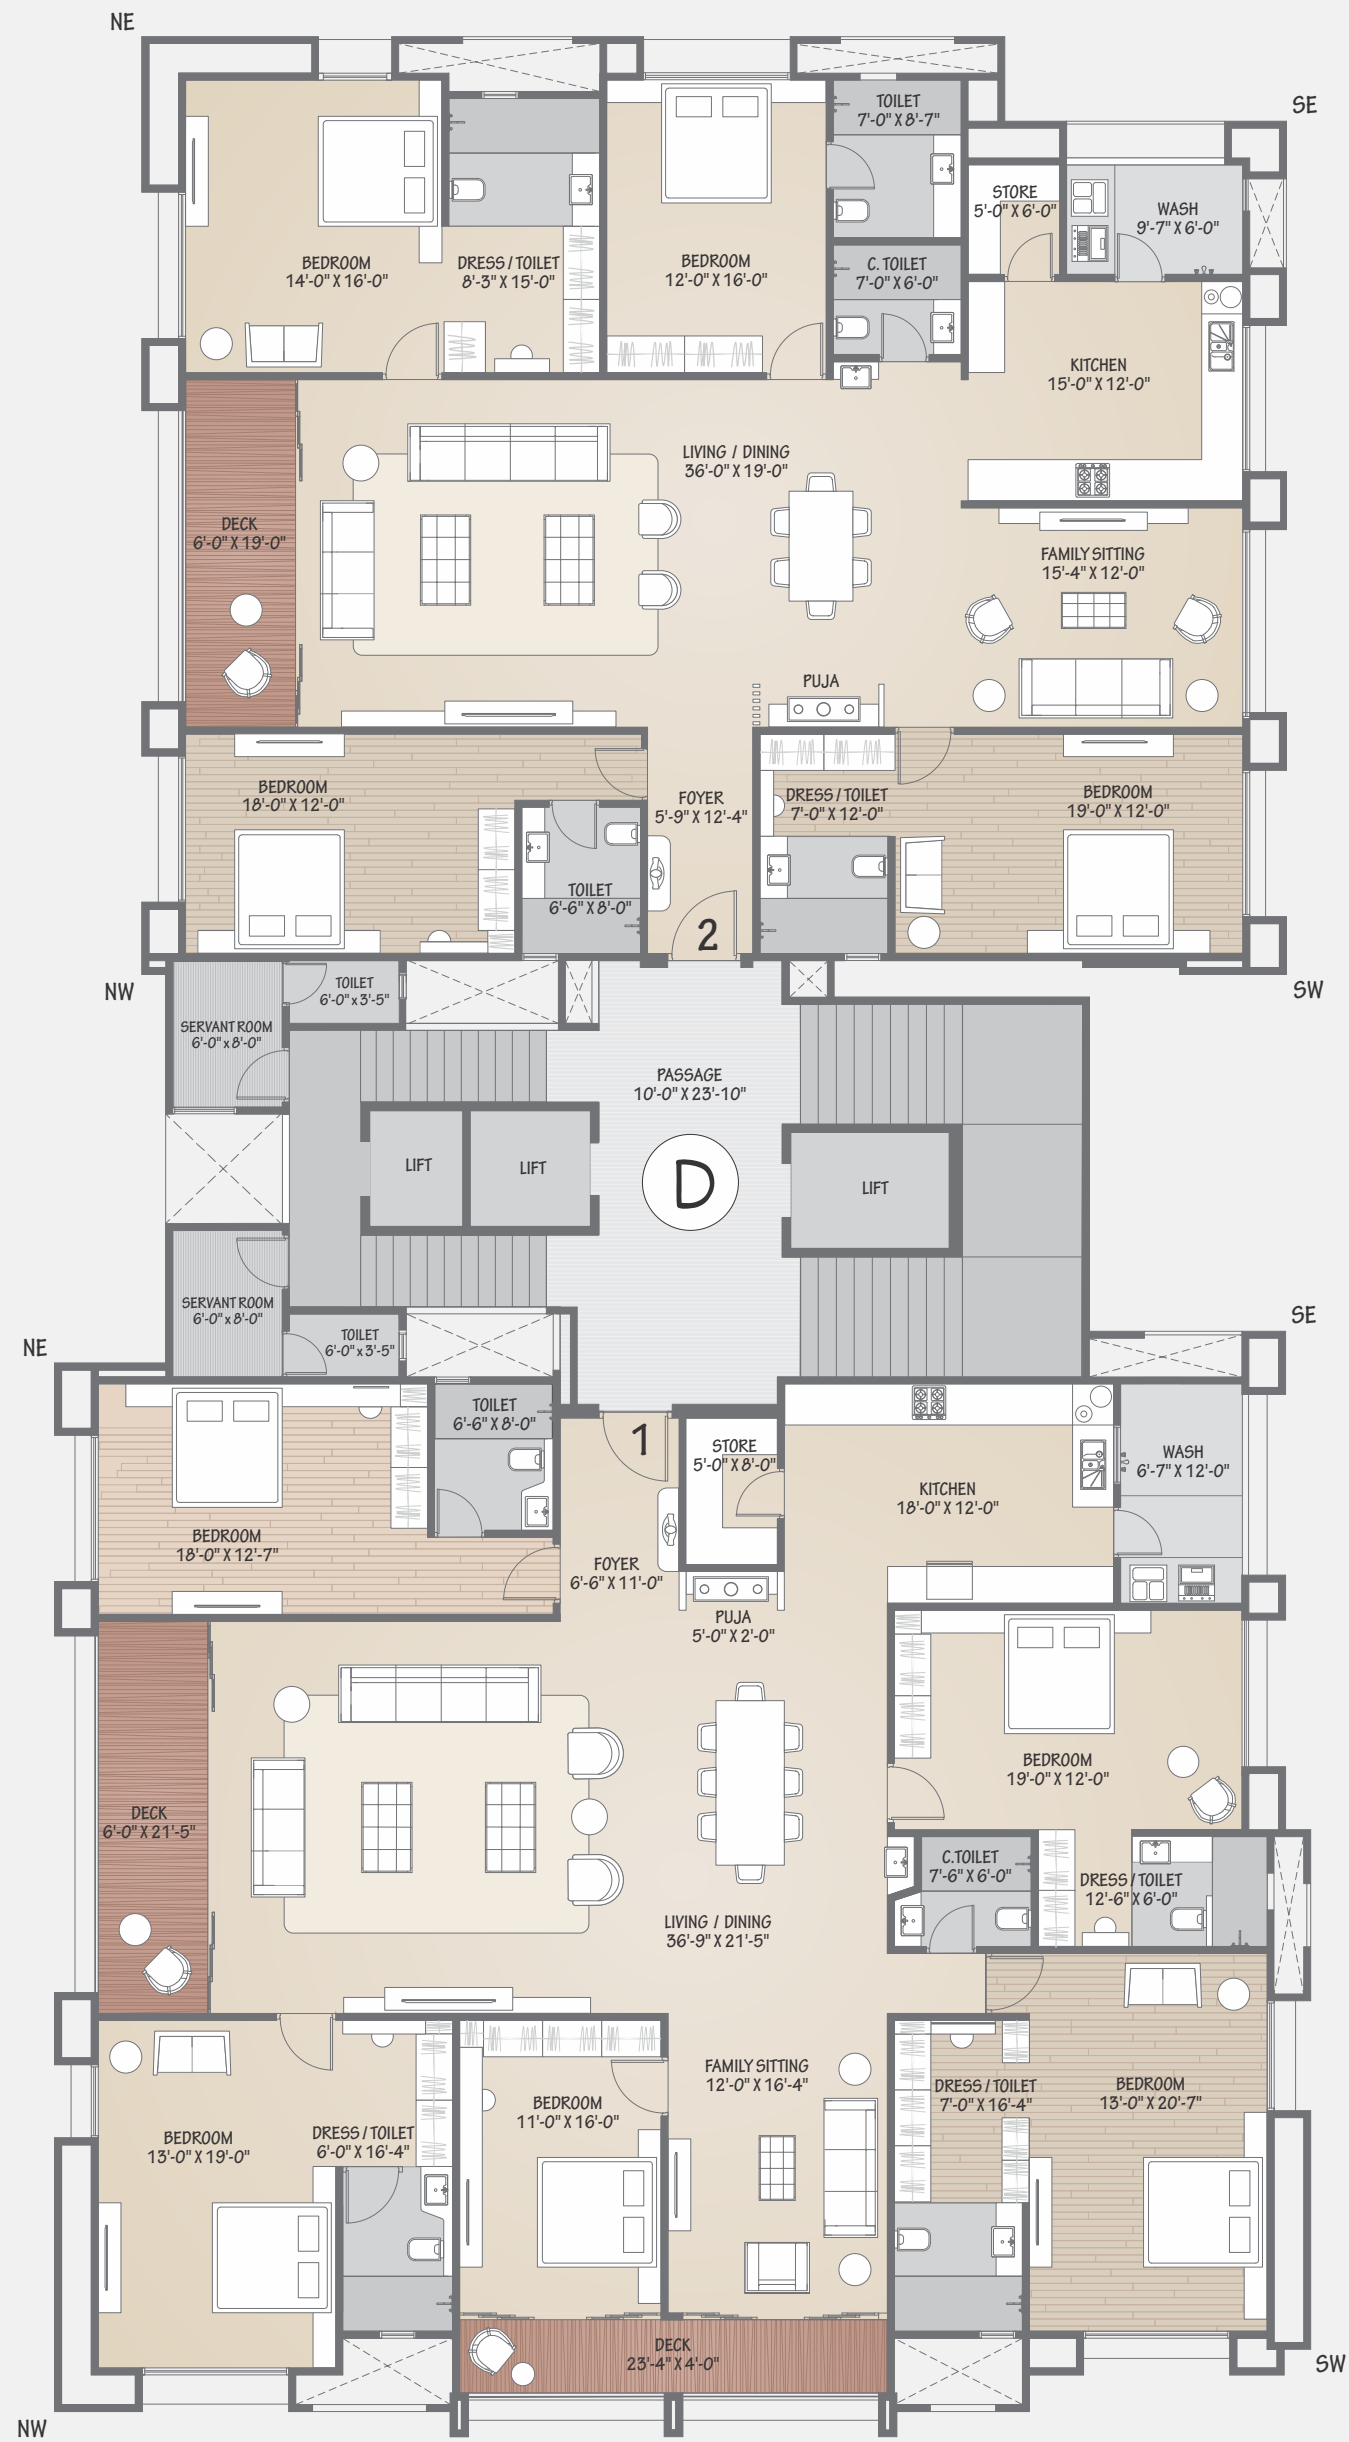 NE
SE
TOILET
7'-0" X 8'-7"
STORE
5'-0" X 6'-0"
WASH
9'-7" X 6'-0"
BEDROOM
14'-0" X 16'-0"
DRESS / TOILET
8'-3" X 15'-0"
BEDROOM
12'-0" X 16'-0"
C. TOILET
7'-0" X 6'-0"
KITCHEN
15'-0" X 12'-0"
LIVING / DINING
36'-0" X 19'-0"
DECK
6'-0" X 19'-0"
FAMILY SITTING
15'-4" X 12'-0"
PUJA
BEDROOM
18'-0" X 12'-0"
FOYER
5'-9" X 12'-4"
DRESS / TOILET
7'-0" X 12'-0"
BEDROOM
19'-0" X 12'-0"
TOILET
6'-6" X 8'-0"
2
NW
SW
TOILET
6'-0" x 3'-5"
SERVANT ROOM
6'-0" x 8'-0"
PASSAGE
10'-0" X 23'-10"
LIFT
LIFT
D
LIFT
SERVANT ROOM
6'-0" x 8'-0"
TOILET
6'-0" x 3'-5"
NE
SE
TOILET
6'-6" X 8'-0"
1
STORE
5'-0" X 8'-0"
WASH
6'-7" X 12'-0"
KITCHEN
18'-0" X 12'-0"
BEDROOM
18'-0" X 12'-7"
FOYER
6'-6" X 11'-0"
PUJA
5'-0" X 2'-0"
BEDROOM
19'-0" X 12'-0"
DECK
6'-0" X 21'-5"
C.TOILET
7'-6" X 6'-0"
DRESS / TOILET
12'-6" X 6'-0"
LIVING / DINING
36'-9" X 21'-5"
FAMILY SITTING
12'-0" X 16'-4"
DRESS / TOILET
7'-0" X 16'-4"
BEDROOM
13'-0" X 20'-7"
BEDROOM
11'-0" X 16'-0"
BEDROOM
13'-0" X 19'-0"
DRESS / TOILET
6'-0" X 16'-4"
DECK
23'-4" X 4'-0"
SW
NW